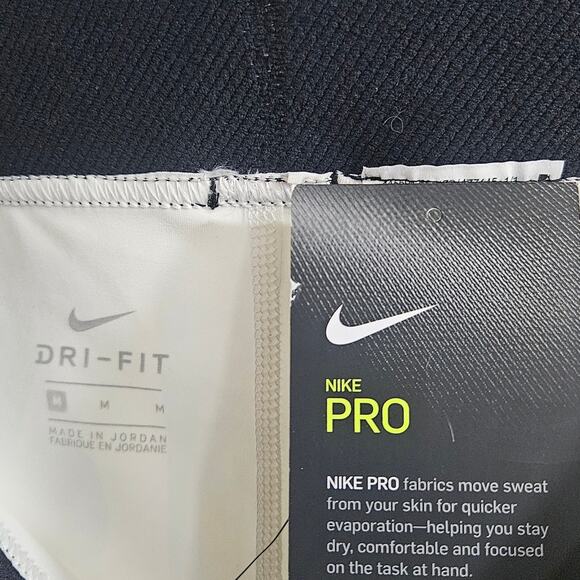 DRI-FIT
M M M
MADE IN JORDAN
FABRIQUÉ EN JORDANIE
NIKE
PRO
NIKE PRO fabrics move sweat
from your skin for quicker
evaporation—helping you stay
dry, comfortable and focused
on the task at hand.